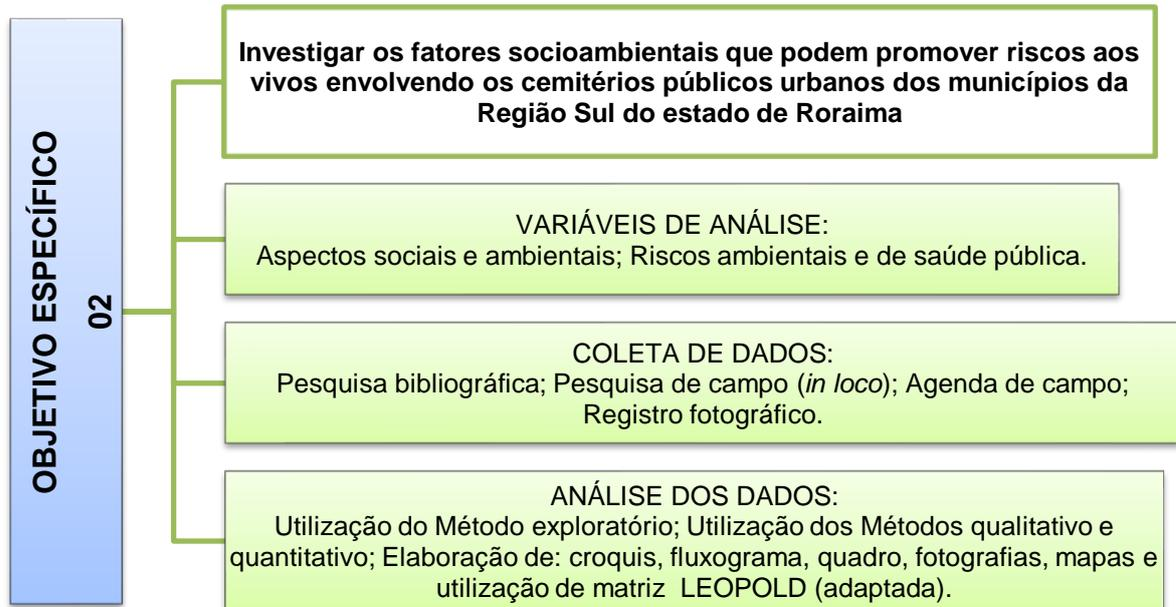 OBJETIVO ESPECÍFICO
02
Investigar os fatores socioambientais que podem promover riscos aos
vivos envolvendo os cemitérios públicos urbanos dos municípios da
Região Sul do estado de Roraima
VARIÁVEIS DE ANÁLISE:
Aspectos sociais e ambientais; Riscos ambientais e de saúde pública.
COLETA DE DADOS:
Pesquisa bibliográfica; Pesquisa de campo (in loco); Agenda de campo;
Registro fotográfico.
ANÁLISE DOS DADOS:
Utilização do Método exploratório; Utilização dos Métodos qualitativo e
quantitativo; Elaboração de: croquis, fluxograma, quadro, fotografias, mapas e
utilização de matriz LEOPOLD (adaptada).